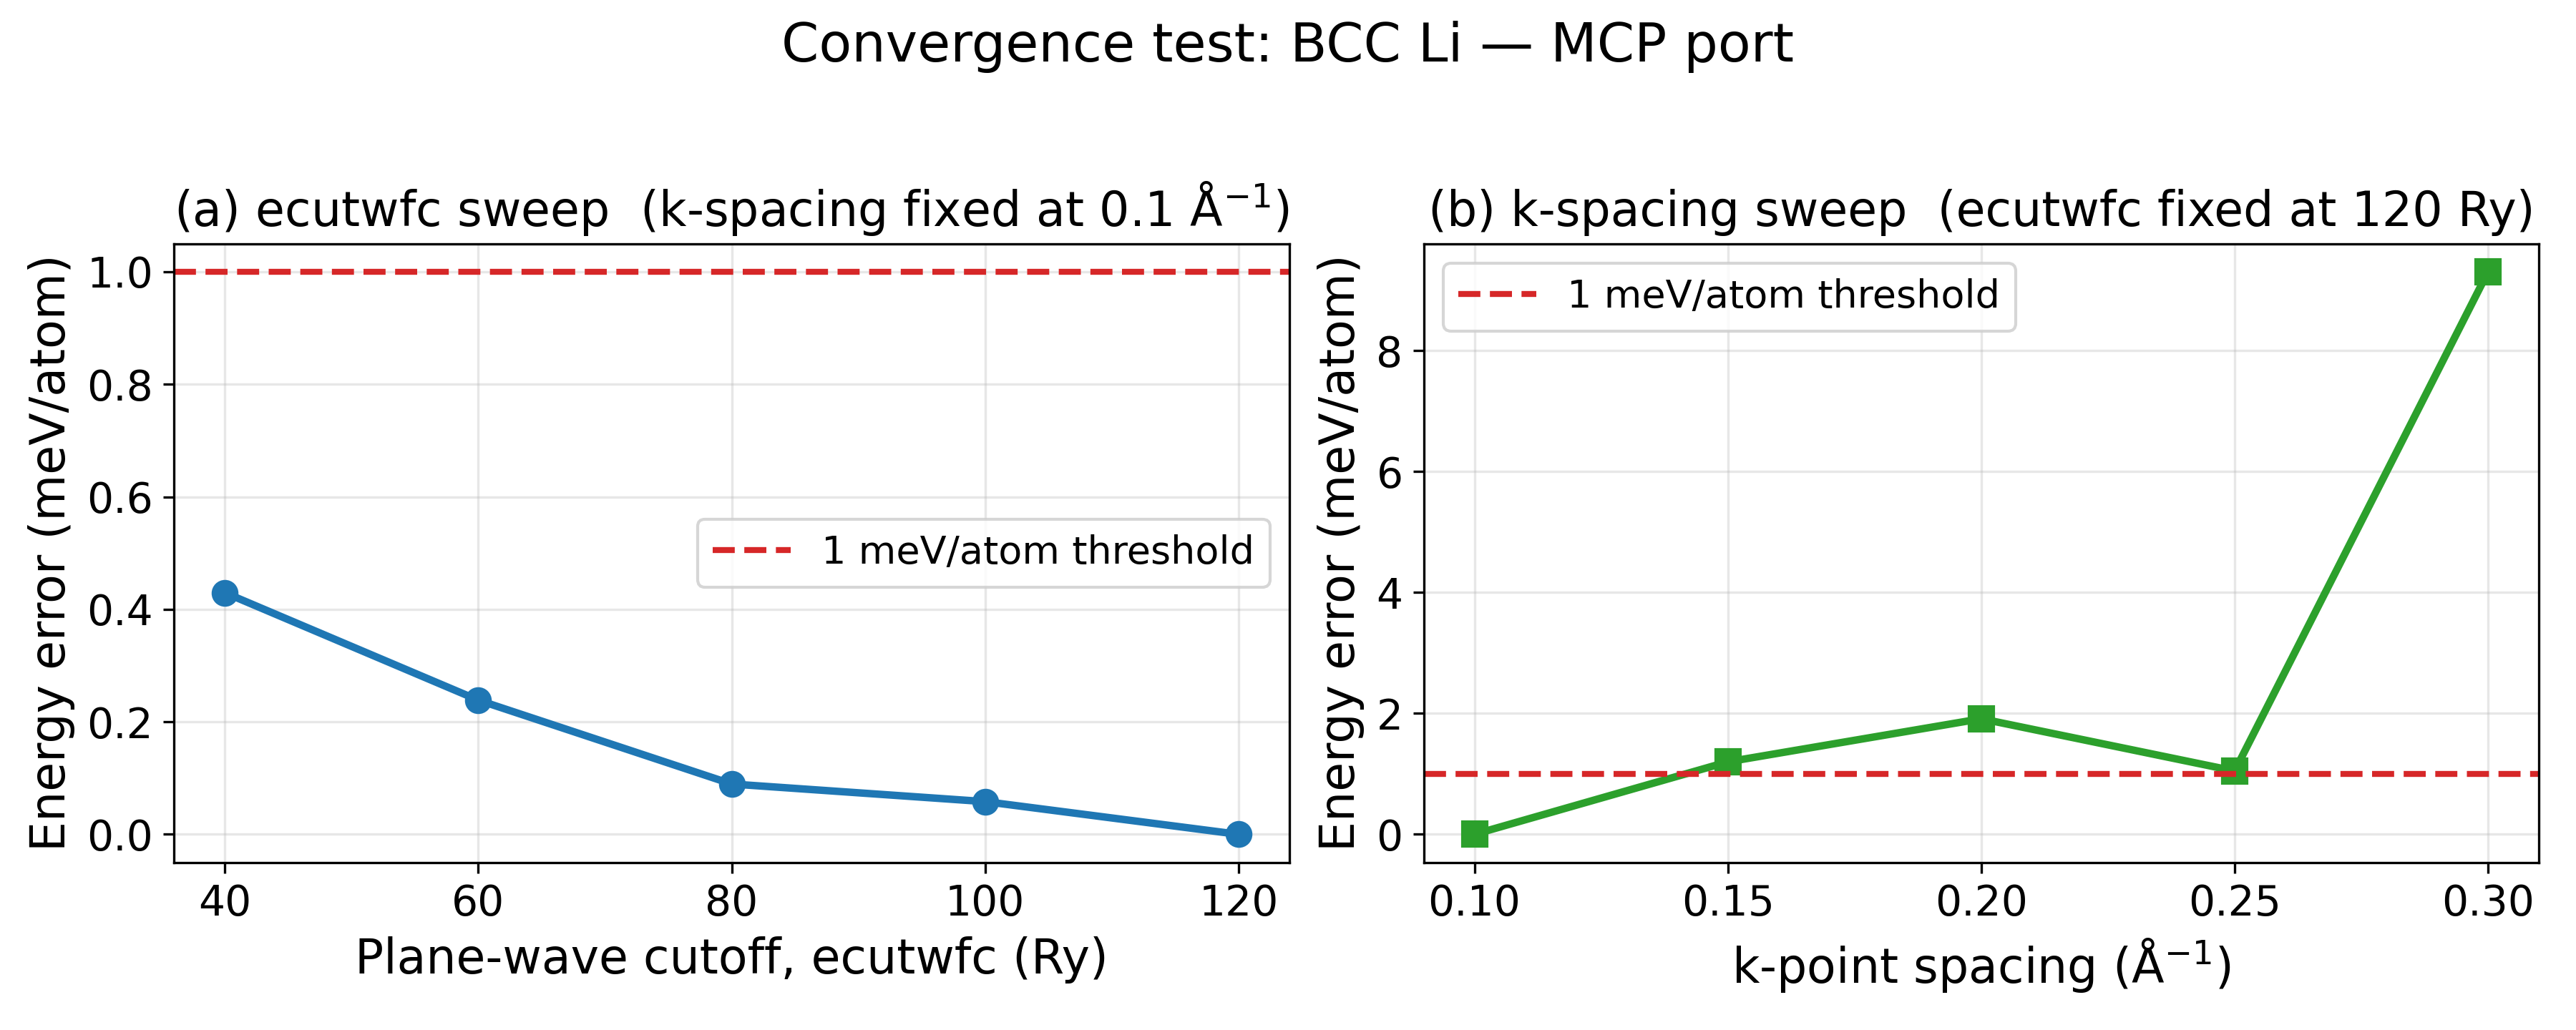 Convergence test: BCC Li — MCP port
(a) ecutwfc sweep  (k-spacing fixed at 0.1 Å⁻¹)
Energy error (meV/atom)
1.0
0.8
0.6
0.4
0.2
0.0
1 meV/atom threshold
40 60 80 100 120
Plane-wave cutoff, ecutwfc (Ry)
(b) k-spacing sweep  (ecutwfc fixed at 120 Ry)
Energy error (meV/atom)
1 meV/atom threshold
8
6
4
2
0
0.10 0.15 0.20 0.25 0.30
k-point spacing (Å⁻¹)